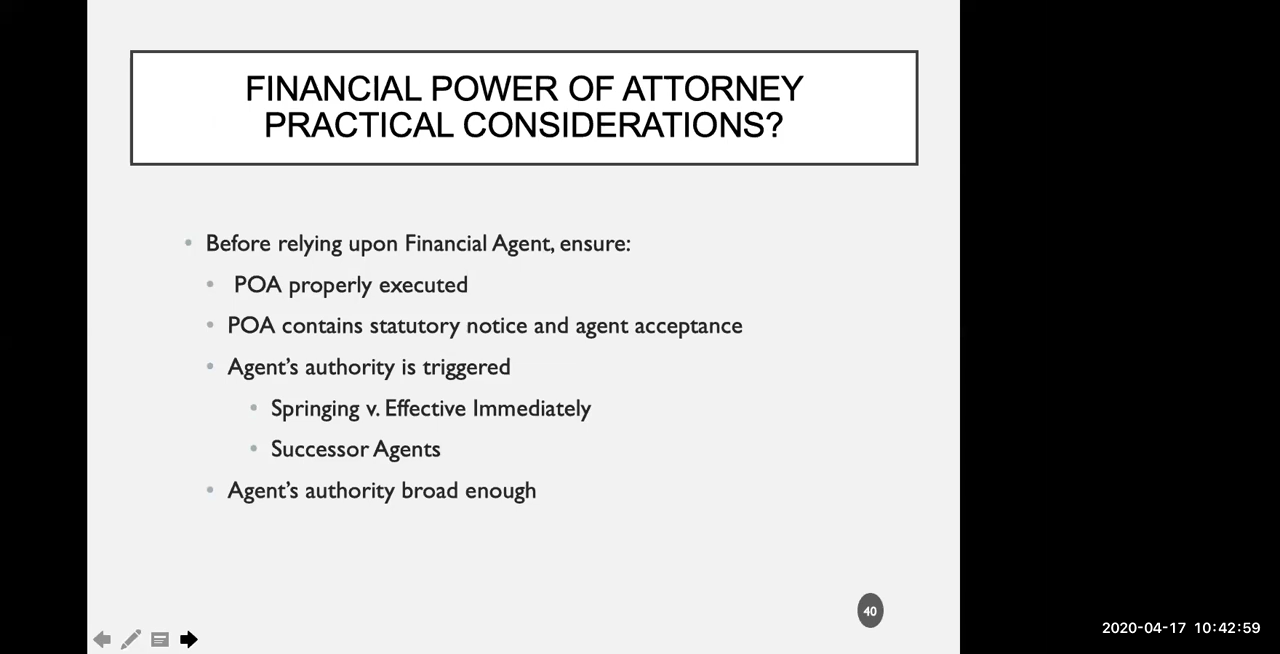 FINANCIAL POWER OF ATTORNEY
PRACTICAL CONSIDERATIONS?
• Before relying upon Financial Agent, ensure:
• POA properly executed
• POA contains statutory notice and agent acceptance
• Agent’s authority is triggered
• Springing v. Effective Immediately
• Successor Agents
• Agent’s authority broad enough
40
2020-04-17 10:42:59